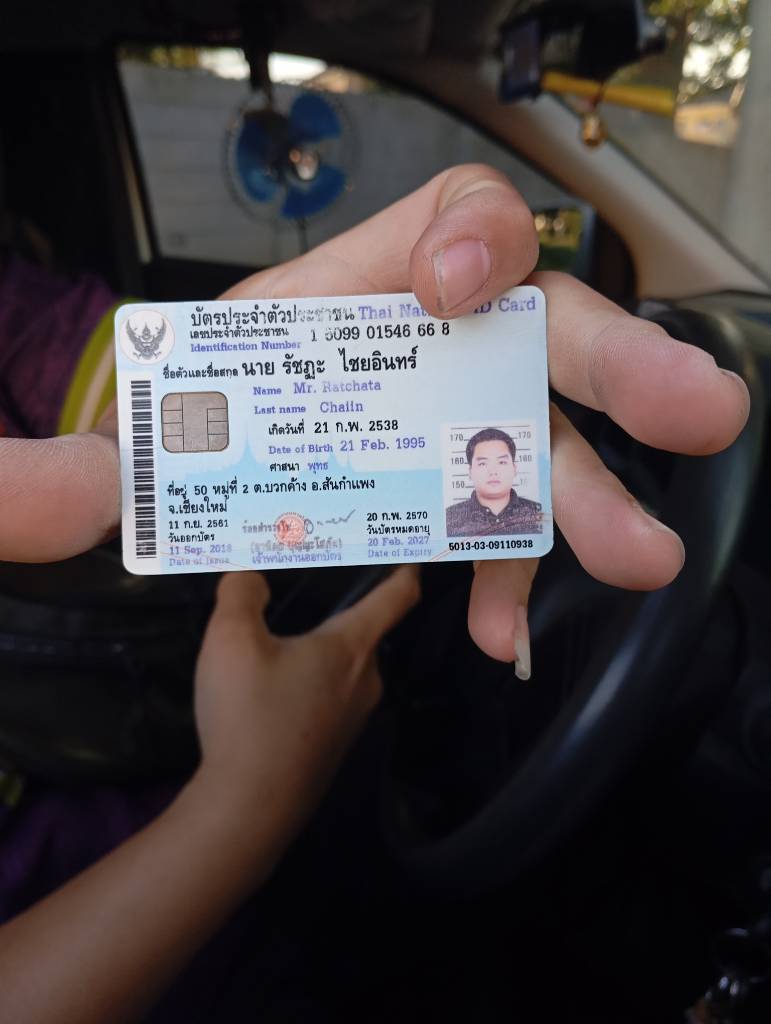 บัตรประจำตัวประชาชน Thai National ID Card
เลขประจำตัวประชาชน 1 5099 01546 66 8
Identification Number
ชื่อตัวและชื่อสกุล นาย รัชฏะ ไชยอินทร์
Name Mr. Ratchata
Last name Chaiin
เกิดวันที่ 21 ก.พ. 2538
Date of Birth 21 Feb. 1995
ศาสนา พุทธ
ที่อยู่ 50 หมู่ที่ 2 ต.บวกค้าง อ.สันกำแพง
จ.เชียงใหม่
11 ก.ย. 2561
วันออกบัตร
11 Sep. 2018
Date of Issue
เจ้าพนักงานออกบัตร
20 ก.พ. 2570
วันบัตรหมดอายุ
20 Feb. 2027
Date of Expiry
170 170
160 160
150
5013-03-09110938